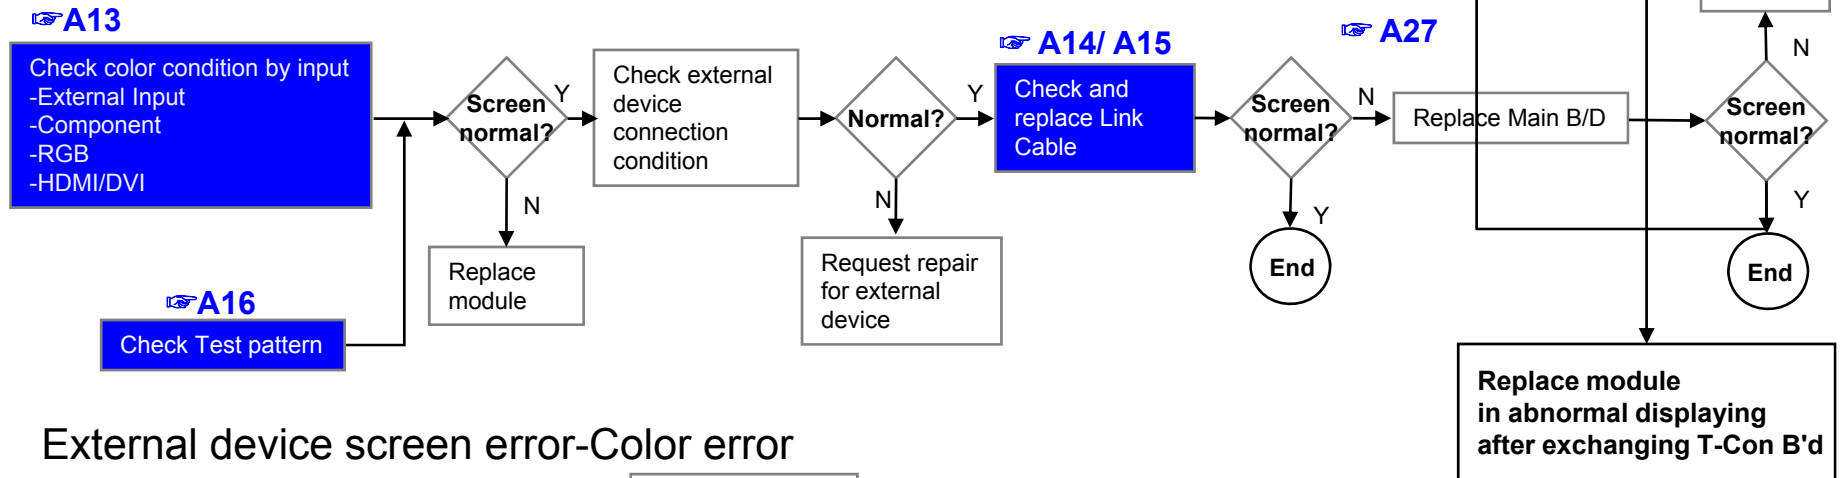 ☞A13
Check color condition by input
-External Input
-Component
-RGB
-HDMI/DVI
☞A16
Check Test pattern
Screen
normal?
Y
N
Replace
module
Check external
device
connection
condition
Normal?
Y
N
Request repair
for external
device
☞ A14/ A15
Check and
replace Link
Cable
Screen
normal?
N
Y
End
☞ A27
Replace Main B/D
Screen
normal?
N
Y
End
Replace module
in abnormal displaying
after exchanging T-Con B'd
External device screen error-Color error